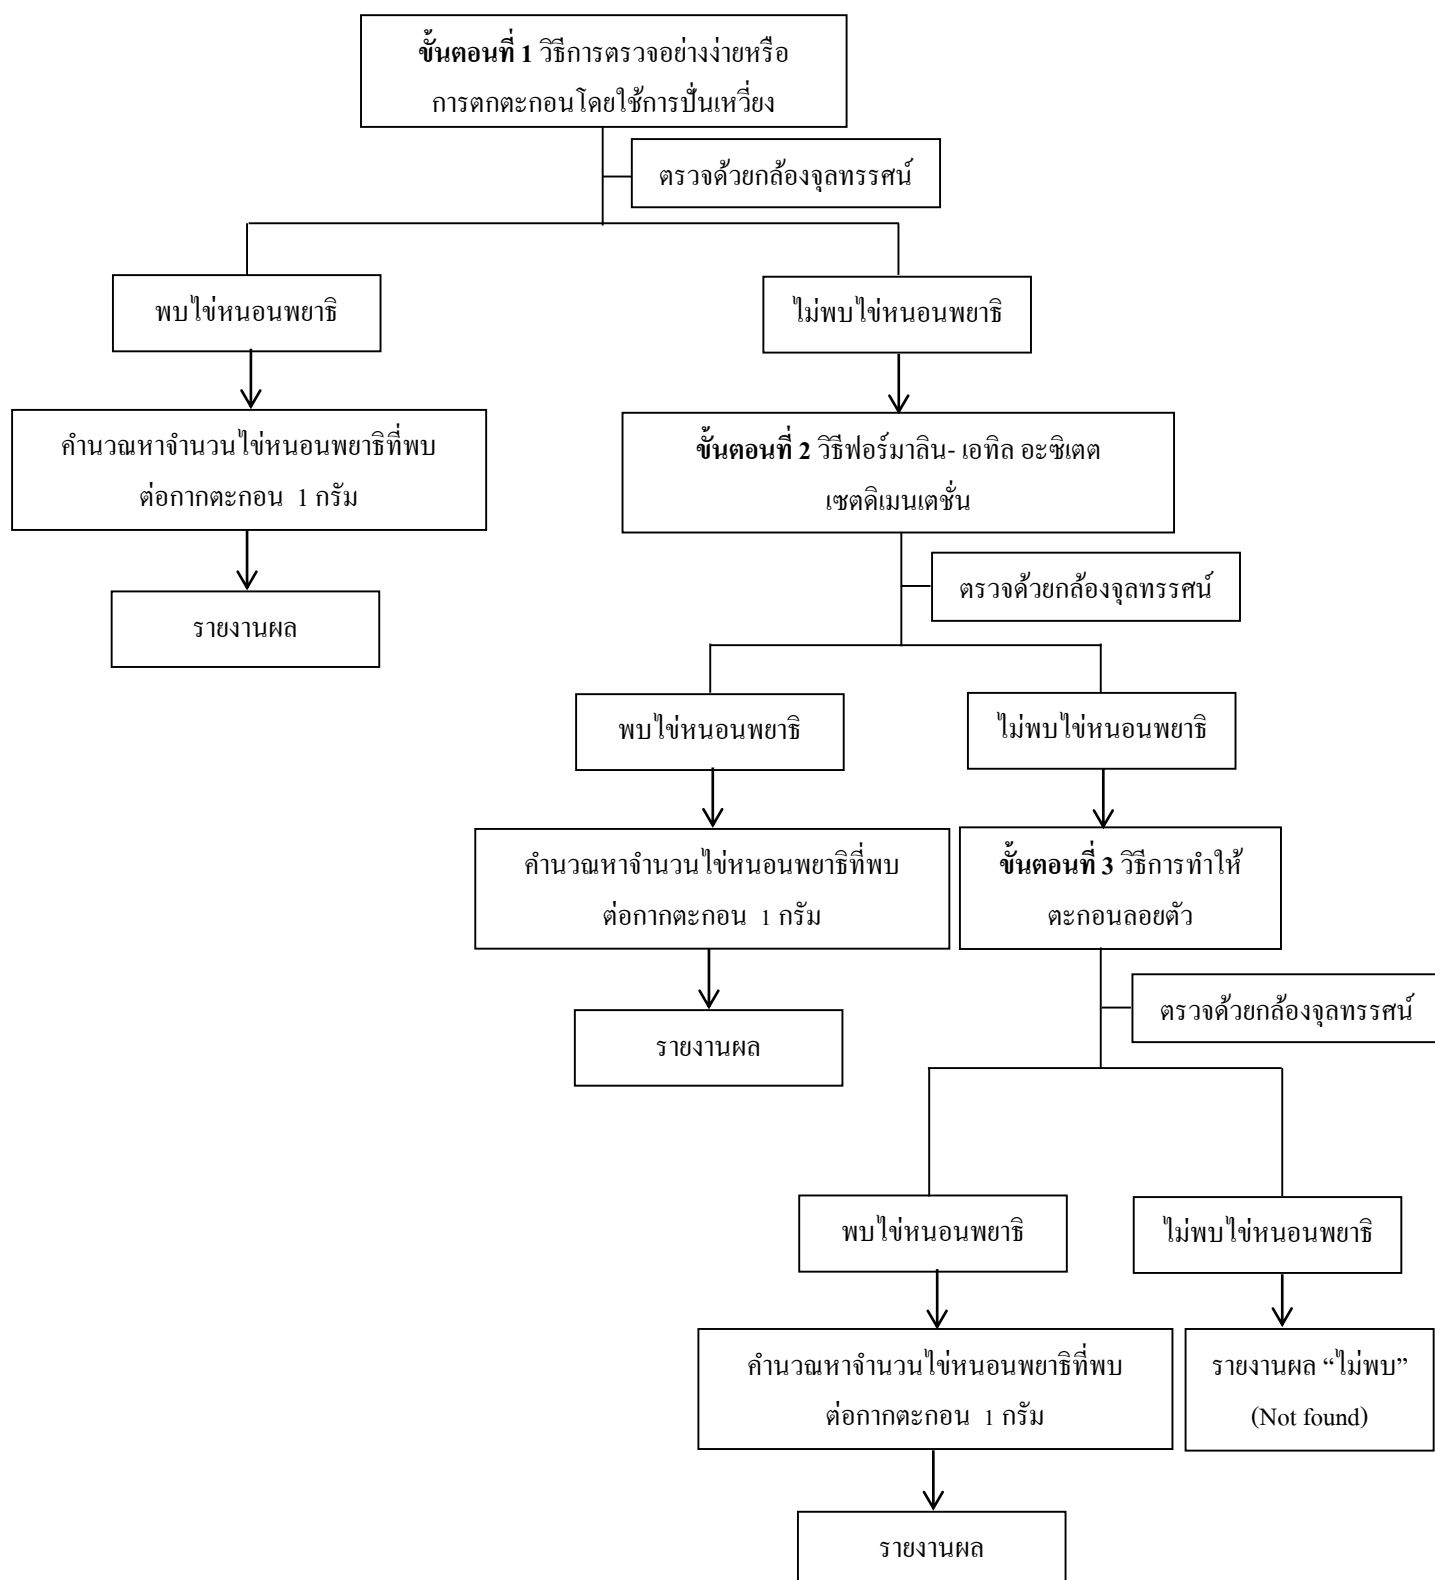 ขั้นตอนที่ 1 วิธีการตรวจอย่างง่ายหรือ
การตกตะกอนโดยใช้การปั่นเหวี่ยง
ตรวจด้วยกล้องจุลทรรศน์
พบไข่หนอนพยาธิ
ไม่พบไข่หนอนพยาธิ
คำนวณหาจำนวนไข่หนอนพยาธิที่พบ
ต่อกากตะกอน 1 กรัม
รายงานผล
ขั้นตอนที่ 2 วิธีฟอร์มาลิน- เอทิล อะซิเตต
เซตดิเมนเตชั่น
ตรวจด้วยกล้องจุลทรรศน์
พบไข่หนอนพยาธิ
ไม่พบไข่หนอนพยาธิ
คำนวณหาจำนวนไข่หนอนพยาธิที่พบ
ต่อกากตะกอน 1 กรัม
รายงานผล
ขั้นตอนที่ 3 วิธีการทำให้
ตะกอนลอยตัว
ตรวจด้วยกล้องจุลทรรศน์
พบไข่หนอนพยาธิ
ไม่พบไข่หนอนพยาธิ
คำนวณหาจำนวนไข่หนอนพยาธิที่พบ
ต่อกากตะกอน 1 กรัม
รายงานผล
รายงานผล “ไม่พบ”
(Not found)